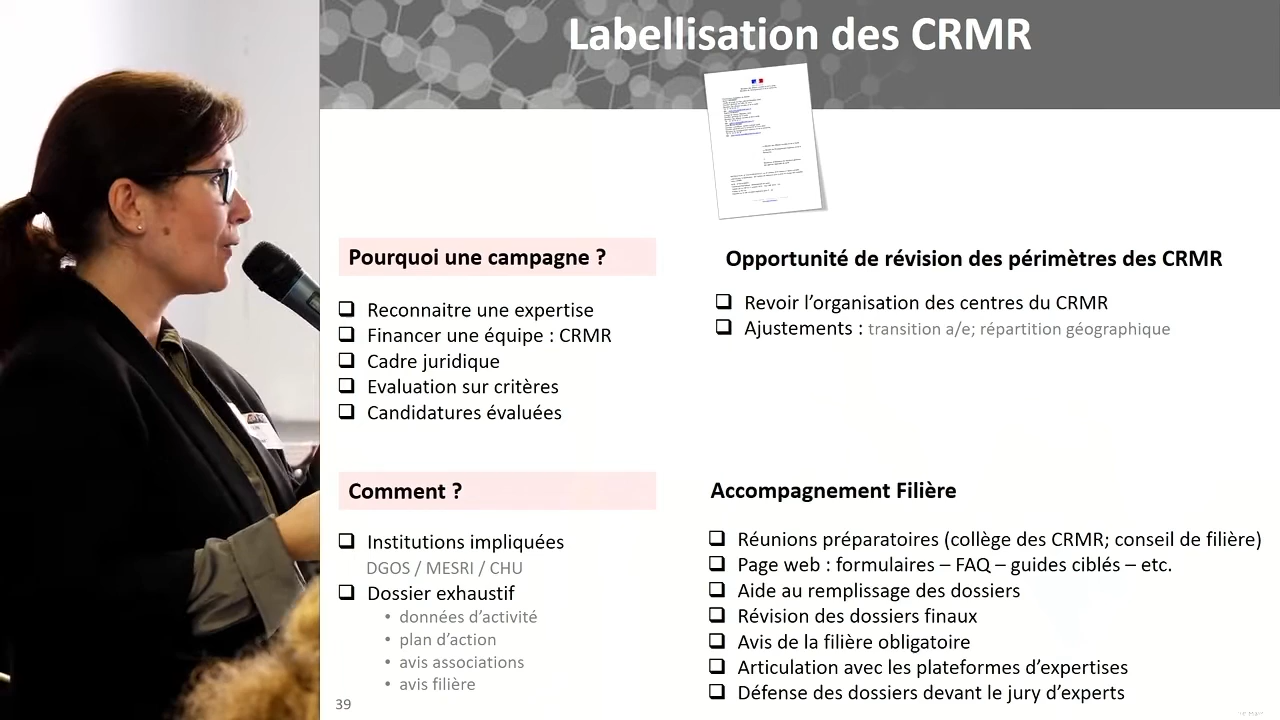 Labellisation des CRMR
Pourquoi une campagne ?
❑ Reconnaitre une expertise
❑ Financer une équipe : CRMR
❑ Cadre juridique
❑ Evaluation sur critères
❑ Candidatures évaluées
Opportunité de révision des périmètres des CRMR
❑ Revoir l’organisation des centres du CRMR
❑ Ajustements : transition a/e; répartition géographique
Comment ?
❑ Institutions impliquées
DGOS / MESRI / CHU
❑ Dossier exhaustif
• données d’activité
• plan d’action
• avis associations
• avis filière
Accompagnement Filière
❑ Réunions préparatoires (collège des CRMR; conseil de filière)
❑ Page web : formulaires – FAQ – guides ciblés – etc.
❑ Aide au remplissage des dossiers
❑ Révision des dossiers finaux
❑ Avis de la filière obligatoire
❑ Articulation avec les plateformes d’expertises
❑ Défense des dossiers devant le jury d’experts
39